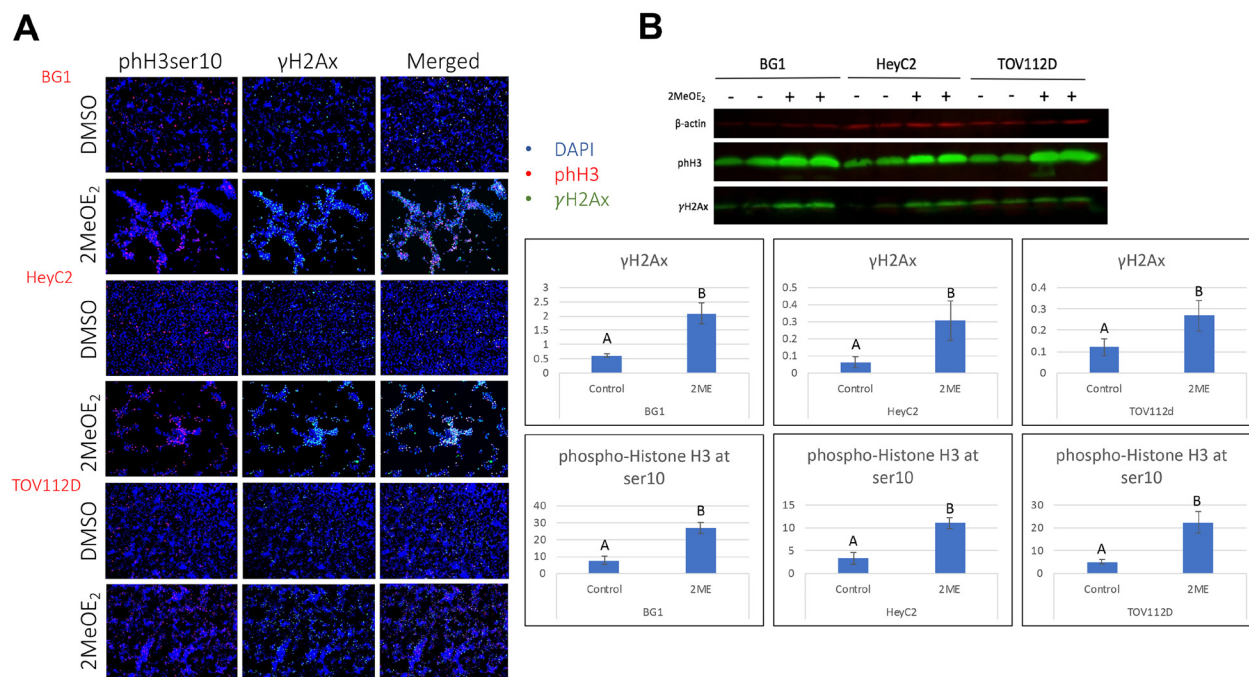 A
phH3ser10 γH2Ax Merged
BG1
DMSO
2MeOE₂
HeyC2
DMSO
2MeOE₂
TOV112D
DMSO
2MeOE₂
• DAPI
• phH3
• γH2Ax
B
BG1 HeyC2 TOV112D
2MeOE₂ - - + + - - + + - - + +
β-actin
phH3
γH2Ax
γH2Ax
3
2.5
2
1.5
1
0.5
0
A
B
Control 2ME
BG1
γH2Ax
0.5
0.4
0.3
0.2
0.1
0
A
B
Control 2ME
HeyC2
γH2Ax
0.4
0.3
0.2
0.1
0
A
B
Control 2ME
TOV112d
phospho-Histone H3 at
ser10
40
30
20
10
0
A
B
Control 2ME
BG1
phospho-Histone H3 at
ser10
15
10
5
0
A
B
Control 2ME
HeyC2
phospho-Histone H3 at
ser10
30
20
10
0
A
B
Control 2ME
TOV112D